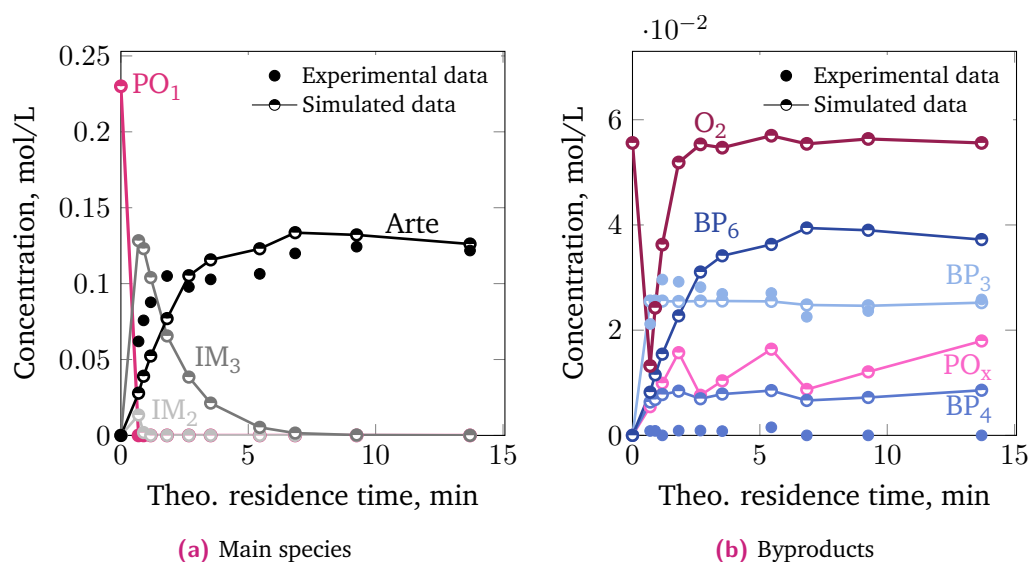 ·10⁻²
0.25
0.2
0.15
0.1
0.05
0
Concentration, mol/L
PO₁
Experimental data
Simulated data
Arte
IM₃
IM₂
0 5 10 15
Theo. residence time, min
(a) Main species
6
4
2
0
Concentration, mol/L
Experimental data
Simulated data
O₂
BP₆
BP₃
POₓ
BP₄
0 5 10 15
Theo. residence time, min
(b) Byproducts